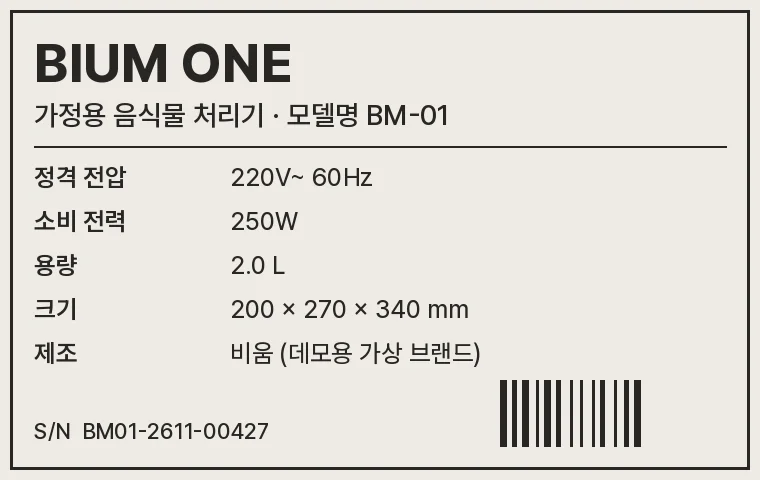 BIUM ONE
가정용 음식물 처리기 · 모델명 BM-01
정격 전압 220V~ 60Hz
소비 전력 250W
용량 2.0 L
크기 200 × 270 × 340 mm
제조 비움 (데모용 가상 브랜드)
S/N BM01-2611-00427